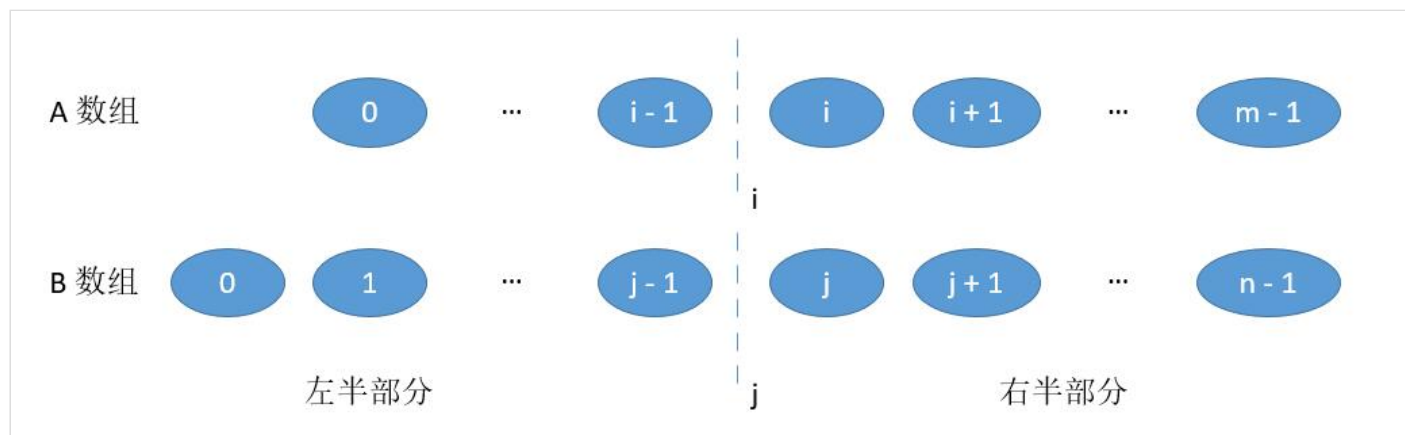 A 数组 0 ... i - 1 i i + 1 ... m - 1
i
B 数组 0 1 ... j - 1 j j + 1 ... n - 1
左半部分 j 右半部分